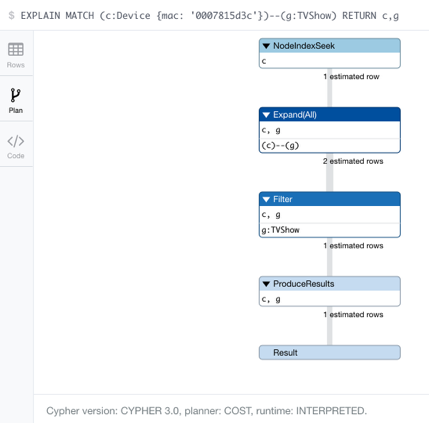 $ EXPLAIN MATCH (c:Device {mac: '0007815d3c'})--(g:TVShow) RETURN c,g
Rows
Plan
Code
NodeIndexSeek
c
1 estimated row
Expand(All)
c, g
(c)--(g)
2 estimated rows
Filter
c, g
g:TVShow
1 estimated rows
ProduceResults
c, g
1 estimated rows
Result
Cypher version: CYPHER 3.0, planner: COST, runtime: INTERPRETED.